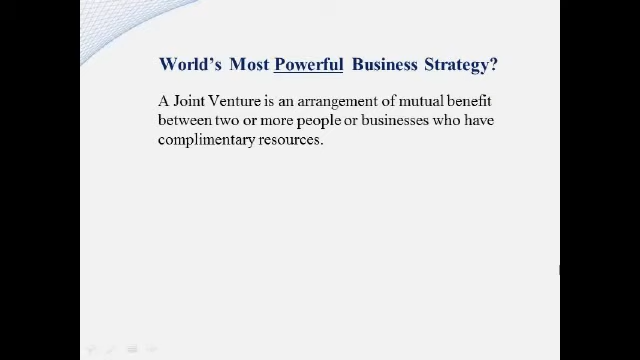 World's Most Powerful Business Strategy?
A Joint Venture is an arrangement of mutual benefit
between two or more people or businesses who have
complimentary resources.